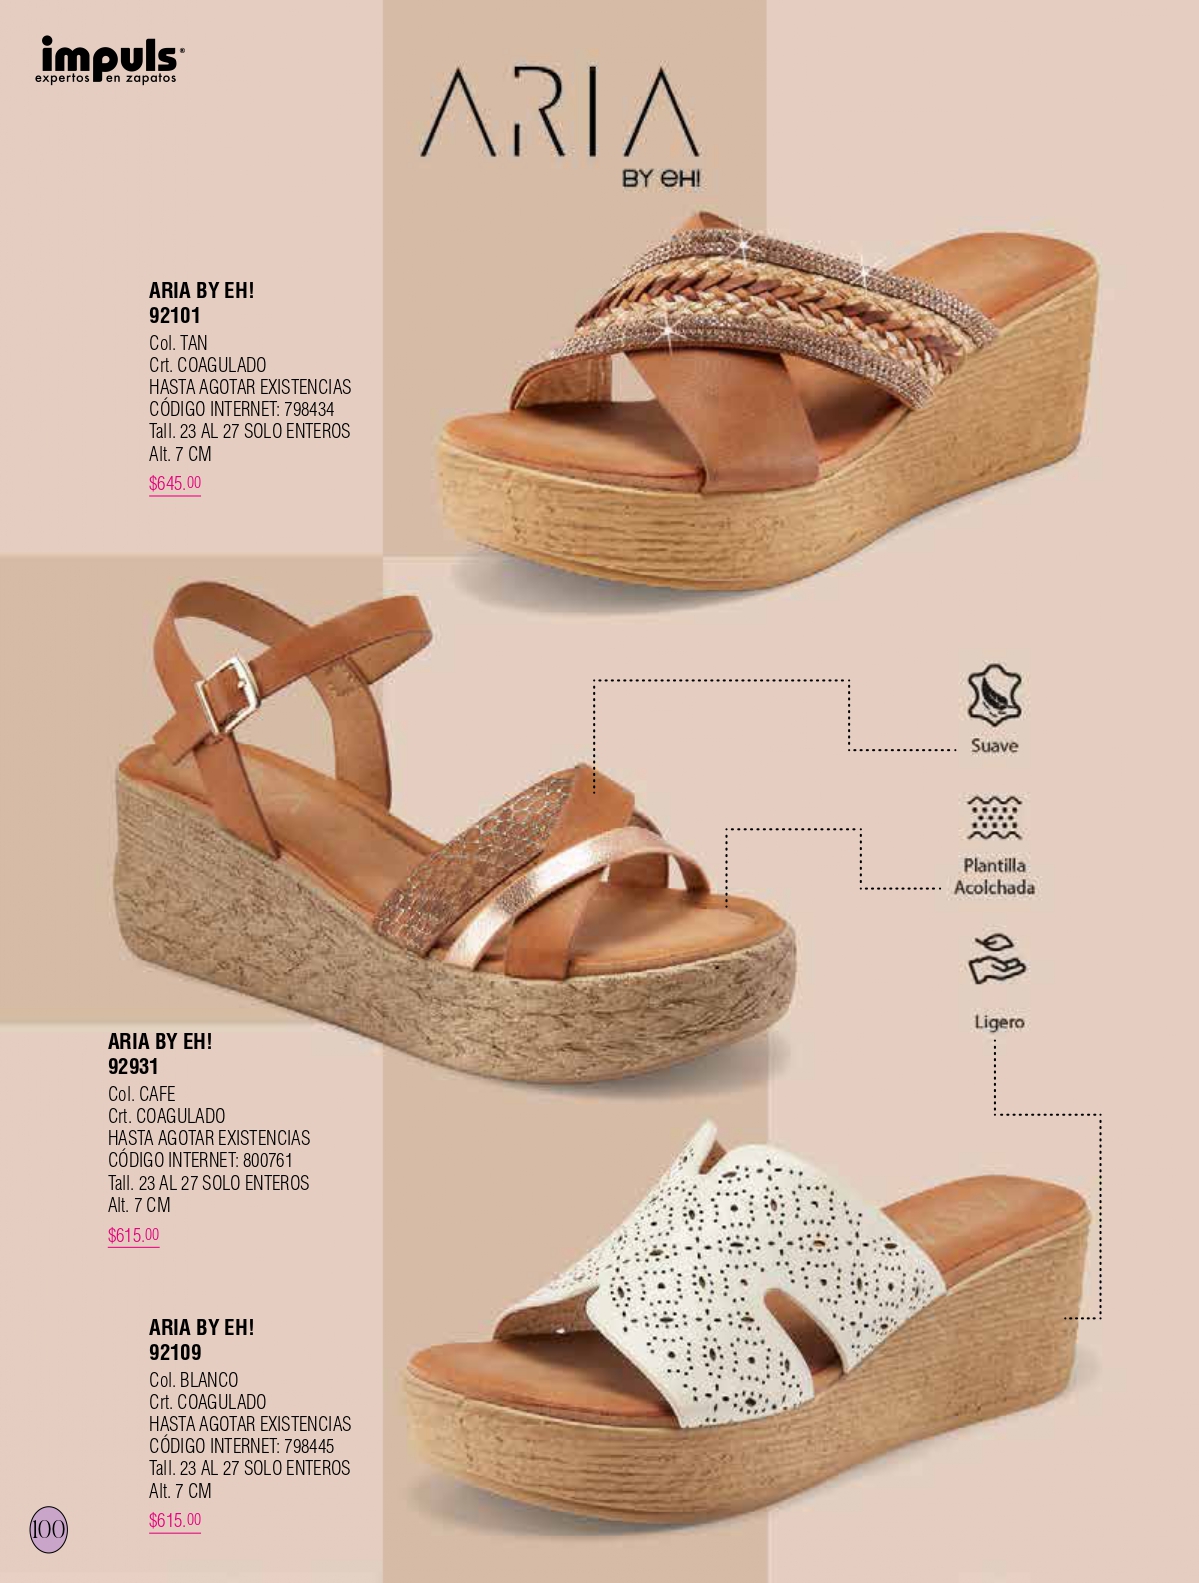 impuls®
expertos en zapatos
ARIA
BY eH!
ARIA BY EH!
92101
Col. TAN
Crt. COAGULADO
HASTA AGOTAR EXISTENCIAS
CÓDIGO INTERNET: 798434
Tall. 23 AL 27 SOLO ENTEROS
Alt. 7 CM
$645.00
Suave
Plantilla
Acolchada
Ligero
ARIA BY EH!
92931
Col. CAFE
Crt. COAGULADO
HASTA AGOTAR EXISTENCIAS
CÓDIGO INTERNET: 800761
Tall. 23 AL 27 SOLO ENTEROS
Alt. 7 CM
$615.00
ARIA BY EH!
92109
Col. BLANCO
Crt. COAGULADO
HASTA AGOTAR EXISTENCIAS
CÓDIGO INTERNET: 798445
Tall. 23 AL 27 SOLO ENTEROS
Alt. 7 CM
$615.00
100